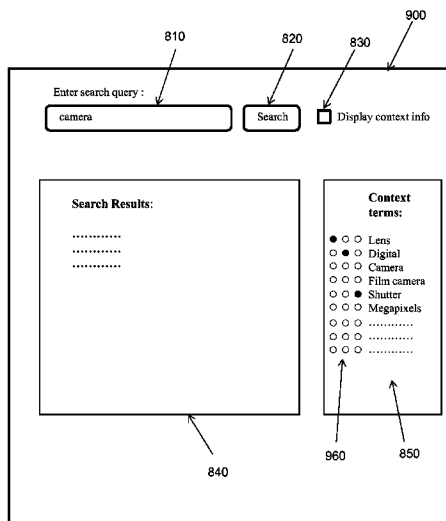 900
810
820
830
Enter search query :
camera
Search
Display context info
Search Results:
............
............
............
Context
terms:
Lens
Digital
Camera
Film camera
Shutter
Megapixels
...........
...........
...........
840
960
850